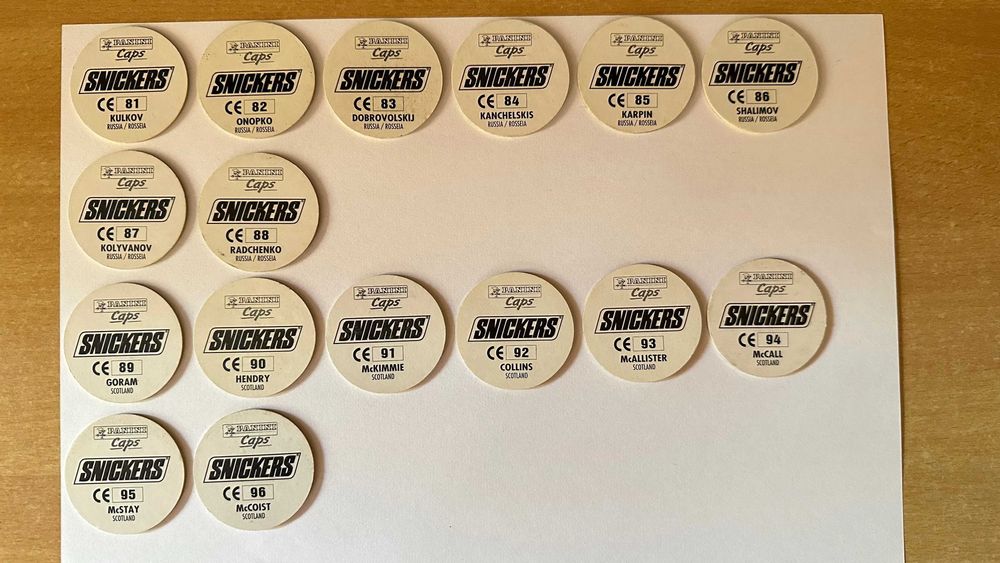 PANINI
Caps
SNICKERS
CE 81
KULKOV
RUSSIA / ROSSEIA
PANINI
Caps
SNICKERS
CE 82
ONOPKO
RUSSIA / ROSSEIA
PANINI
Caps
SNICKERS
CE 83
DOBROVOLSKIJ
RUSSIA / ROSSEIA
PANINI
Caps
SNICKERS
CE 84
KANCHELSKIS
RUSSIA / ROSSEIA
PANINI
Caps
SNICKERS
CE 85
KARPIN
RUSSIA / ROSSEIA
PANINI
Caps
SNICKERS
CE 86
SHALIMOV
RUSSIA / ROSSEIA
PANINI
Caps
SNICKERS
CE 87
KOLYVANOV
RUSSIA / ROSSEIA
PANINI
Caps
SNICKERS
CE 88
RADCHENKO
RUSSIA / ROSSEIA
PANINI
Caps
SNICKERS
CE 89
GORAM
SCOTLAND
PANINI
Caps
SNICKERS
CE 90
HENDRY
SCOTLAND
PANINI
Caps
SNICKERS
CE 91
McKIMMIE
SCOTLAND
PANINI
Caps
SNICKERS
CE 92
COLLINS
SCOTLAND
PANINI
Caps
SNICKERS
CE 93
McALLISTER
SCOTLAND
PANINI
Caps
SNICKERS
CE 94
McCALL
SCOTLAND
PANINI
Caps
SNICKERS
CE 95
McSTAY
SCOTLAND
PANINI
Caps
SNICKERS
CE 96
McCOIST
SCOTLAND